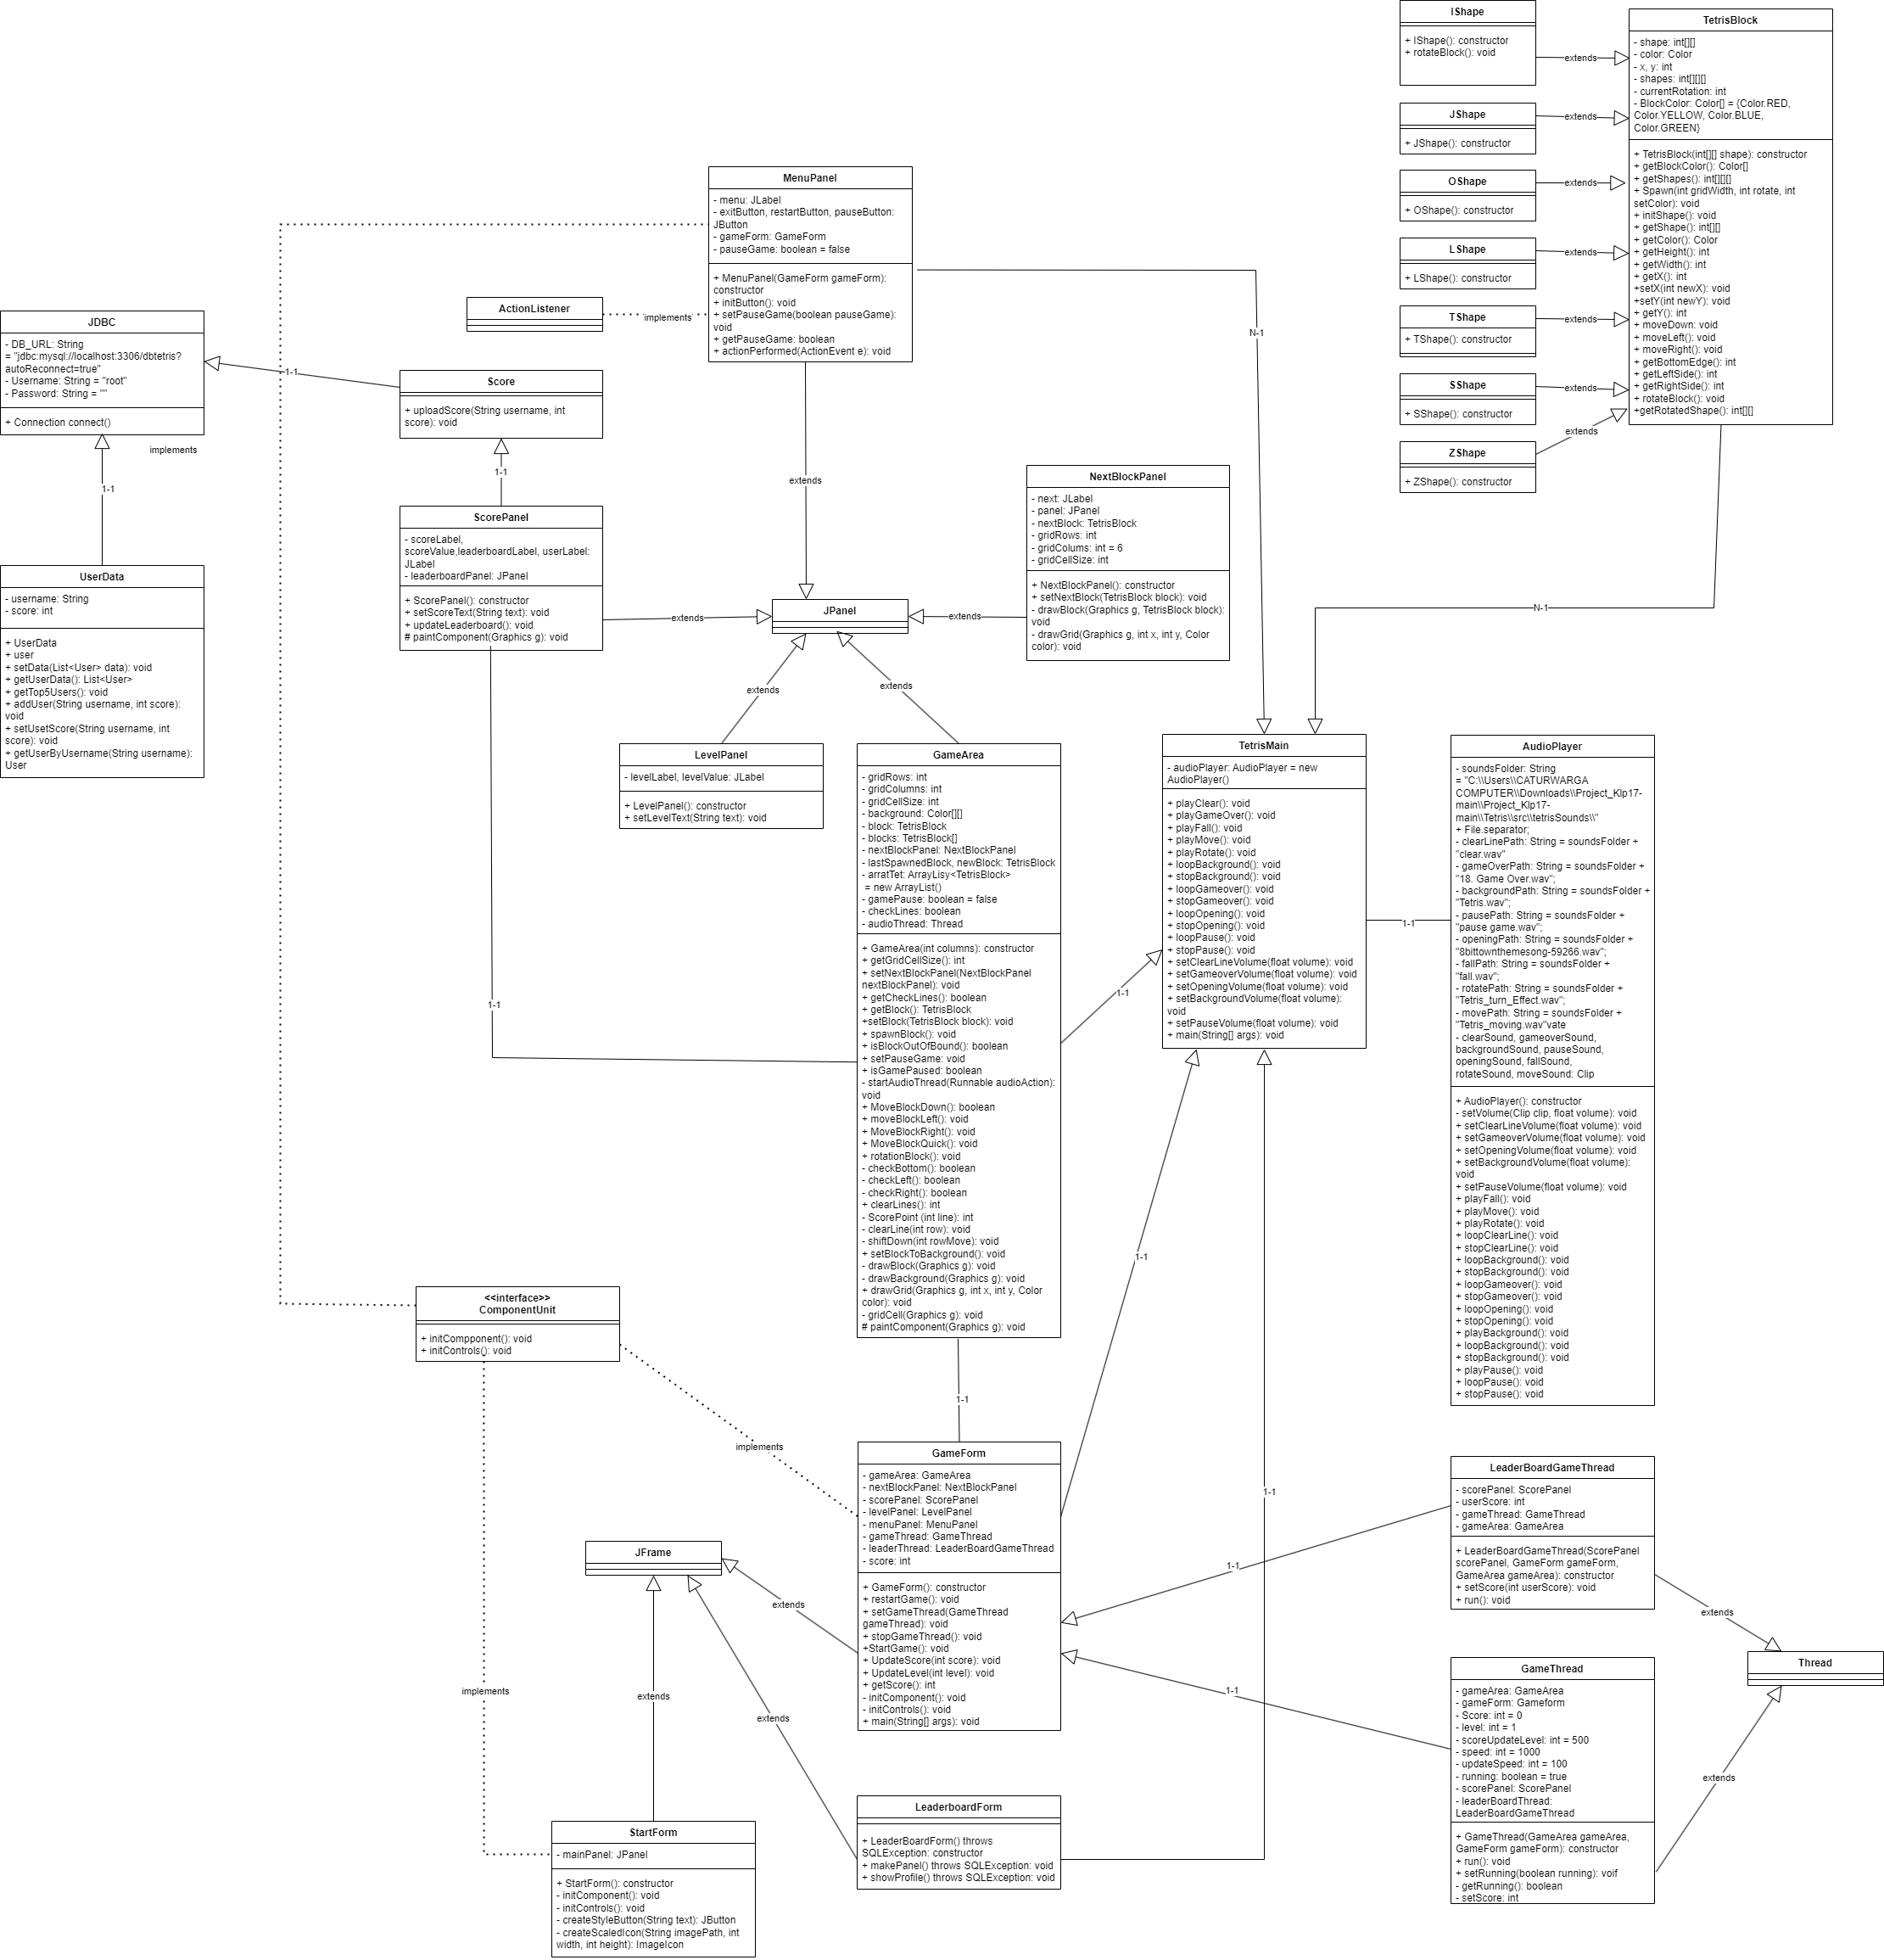 IShape
+ IShape(): constructor
+ rotateBlock(): void
extends
JShape
+ JShape(): constructor
extends
OShape
+ OShape(): constructor
extends
LShape
+ LShape(): constructor
extends
TShape
+ TShape(): constructor
extends
SShape
+ SShape(): constructor
extends
ZShape
+ ZShape(): constructor
extends
TetrisBlock
- shape: int[][]
- color: Color
- x, y: int
- shapes: int[][][]
- currentRotation: int
- BlockColor: Color[] = {Color.RED,
Color.YELLOW, Color.BLUE,
Color.GREEN}
+ TetrisBlock(int[][] shape): constructor
+ getBlockColor(): Color[]
+ getShapes(): int[][][]
+ Spawn(int gridWidth, int rotate, int
setColor): void
+ initShape(): void
+ getShape(): int[][]
+ getColor(): Color
+ getHeight(): int
+ getWidth(): int
+ getX(): int
+setX(int newX): void
+setY(int newY): void
+ getY(): int
+ moveDown: void
+ moveLeft(): void
+ moveRight(): void
+ getBottomEdge(): int
+ getLeftSide(): int
+ getRightSide(): int
+ rotateBlock(): void
+getRotatedShape(): int[][]
N-1
MenuPanel
- menu: JLabel
- exitButton, restartButton, pauseButton:
JButton
- gameForm: GameForm
- pauseGame: boolean = false
+ MenuPanel(GameForm gameForm):
constructor
+ initButton(): void
+ setPauseGame(boolean pauseGame):
void
+ getPauseGame: boolean
+ actionPerformed(ActionEvent e): void
N-1
ActionListener
implements
JDBC
- DB_URL: String
= "jdbc:mysql://localhost:3306/dbtetris?
autoReconnect=true"
- Username: String = "root"
- Password: String = ""
+ Connection connect()
implements
1-1
1-1
Score
+ uploadScore(String username, int
score): void
1-1
ScorePanel
- scoreLabel,
scoreValue,leaderboardLabel, userLabel:
JLabel
- leaderboardPanel: JPanel
+ ScorePanel(): constructor
+ setScoreText(String text): void
+ updateLeaderboard(): void
# paintComponent(Graphics g): void
extends
UserData
- username: String
- score: int
+ UserData
+ user
+ setData(List<User> data): void
+ getUserData(): List<User>
+ getTop5Users(): void
+ addUser(String username, int score):
void
+ setUsetScore(String username, int
score): void
+ getUserByUsername(String username):
User
extends
JPanel
extends
NextBlockPanel
- next: JLabel
- panel: JPanel
- nextBlock: TetrisBlock
- gridRows: int
- gridColums: int = 6
- gridCellSize: int
+ NextBlockPanel(): constructor
+ setNextBlock(TetrisBlock block): void
- drawBlock(Graphics g, TetrisBlock block):
void
- drawGrid(Graphics g, int x, int y, Color
color): void
extends
extends
LevelPanel
- levelLabel, levelValue: JLabel
+ LevelPanel(): constructor
+ setLevelText(String text): void
GameArea
- gridRows: int
- gridColumns: int
- gridCellSize: int
- background: Color[][]
- block: TetrisBlock
- blocks: TetrisBlock[]
- nextBlockPanel: NextBlockPanel
- lastSpawnedBlock, newBlock: TetrisBlock
- arratTet: ArrayLisy<TetrisBlock>
= new ArrayList()
- gamePause: boolean = false
- checkLines: boolean
- audioThread: Thread
+ GameArea(int columns): constructor
+ getGridCellSize(): int
+ setNextBlockPanel(NextBlockPanel
nextBlockPanel): void
+ getCheckLines(): boolean
+ getBlock(): TetrisBlock
+setBlock(TetrisBlock block): void
+ spawnBlock(): void
+ isBlockOutOfBound(): boolean
+ setPauseGame: void
+ isGamePaused: boolean
- startAudioThread(Runnable audioAction):
void
+ MoveBlockDown(): boolean
+ moveBlockLeft(): void
+ MoveBlockRight(): void
+ MoveBlockQuick(): void
+ rotationBlock(): void
- checkBottom(): boolean
- checkLeft(): boolean
- checkRight(): boolean
+ clearLines(): int
- ScorePoint (int line): int
- clearLine(int row): void
- shiftDown(int rowMove): void
+ setBlockToBackground(): void
- drawBlock(Graphics g): void
- drawBackground(Graphics g): void
+ drawGrid(Graphics g, int x, int y, Color
color): void
- gridCell(Graphics g): void
# paintComponent(Graphics g): void
1-1
1-1
TetrisMain
- audioPlayer: AudioPlayer = new
AudioPlayer()
+ playClear(): void
+ playGameOver(): void
+ playFall(): void
+ playMove(): void
+ playRotate(): void
+ loopBackground(): void
+ stopBackground(): void
+ loopGameover(): void
+ stopGameover(): void
+ loopOpening(): void
+ stopOpening(): void
+ loopPause(): void
+ stopPause(): void
+ setClearLineVolume(float volume): void
+ setGameoverVolume(float volume): void
+ setOpeningVolume(float volume): void
+ setBackgroundVolume(float volume):
void
+ setPauseVolume(float volume): void
+ main(String[] args): void
1-1
AudioPlayer
- soundsFolder: String
= "C:\\Users\\CATURWARGA
COMPUTER\\Downloads\\Project_Klp17-
main\\Project_Klp17-
main\\Tetris\\src\\tetrisSounds\\"
+ File.separator;
- clearLinePath: String = soundsFolder +
"clear.wav"
- gameOverPath: String = soundsFolder +
"18. Game Over.wav";
- backgroundPath: String = soundsFolder +
"Tetris.wav";
- pausePath: String = soundsFolder +
"pause game.wav";
- openingPath: String = soundsFolder +
"8bittownthemesong-59266.wav";
- fallPath: String = soundsFolder +
"fall.wav";
- rotatePath: String = soundsFolder +
"Tetris_turn_Effect.wav";
- movePath: String = soundsFolder +
"Tetris_moving.wav"vate
- clearSound, gameoverSound,
backgroundSound, pauseSound,
openingSound, fallSound,
rotateSound, moveSound: Clip
+ AudioPlayer(): constructor
- setVolume(Clip clip, float volume): void
+ setClearLineVolume(float volume): void
+ setGameoverVolume(float volume): void
+ setOpeningVolume(float volume): void
+ setBackgroundVolume(float volume):
void
+ setPauseVolume(float volume): void
+ playFall(): void
+ playMove(): void
+ playRotate(): void
+ loopClearLine(): void
+ stopClearLine(): void
+ loopBackground(): void
+ stopBackground(): void
+ loopGameover(): void
+ stopGameover(): void
+ loopOpening(): void
+ stopOpening(): void
+ playBackground(): void
+ loopBackground(): void
+ stopBackground(): void
+ playPause(): void
+ loopPause(): void
+ stopPause(): void
1-1
1-1
1-1
<<interface>>
ComponentUnit
+ initCompponent(): void
+ initControls(): void
implements
implements
GameForm
- gameArea: GameArea
- nextBlockPanel: NextBlockPanel
- scorePanel: ScorePanel
- levelPanel: LevelPanel
- menuPanel: MenuPanel
- gameThread: GameThread
- leaderThread: LeaderBoardGameThread
- score: int
+ GameForm(): constructor
+ restartGame(): void
+ setGameThread(GameThread
gameThread): void
+ stopGameThread(): void
+StartGame(): void
+ UpdateScore(int score): void
+ UpdateLevel(int level): void
+ getScore(): int
- initComponent(): void
- initControls(): void
+ main(String[] args): void
JFrame
extends
extends
extends
1-1
1-1
LeaderBoardGameThread
- scorePanel: ScorePanel
- userScore: int
- gameThread: GameThread
- gameArea: GameArea
+ LeaderBoardGameThread(ScorePanel
scorePanel, GameForm gameForm,
GameArea gameArea): constructor
+ setScore(int userScore): void
+ run(): void
extends
Thread
GameThread
- gameArea: GameArea
- gameForm: Gameform
- Score: int = 0
- level: int = 1
- scoreUpdateLevel: int = 500
- speed: int = 1000
- updateSpeed: int = 100
- running: boolean = true
- scorePanel: ScorePanel
- leaderBoardThread:
LeaderBoardGameThread
+ GameThread(GameArea gameArea,
GameForm gameForm): constructor
+ run(): void
+ setRunning(boolean running): voif
- getRunning(): boolean
- setScore: int
extends
LeaderboardForm
+ LeaderBoardForm() throws
SQLException: constructor
+ makePanel() throws SQLException: void
+ showProfile() throws SQLException: void
StartForm
- mainPanel: JPanel
+ StartForm(): constructor
- initComponent(): void
- initControls(): void
- createStyleButton(String text): JButton
- createScaledIcon(String imagePath, int
width, int height): ImageIcon